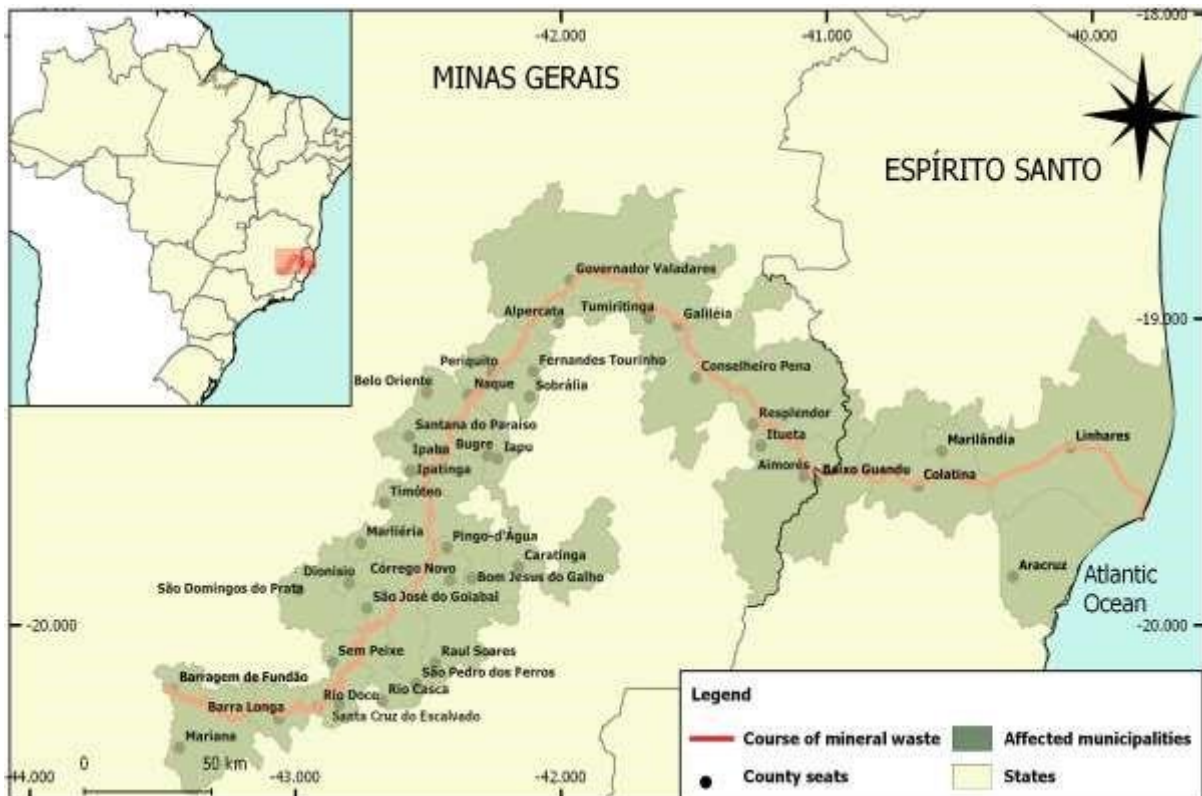 -42.000
-41.000
-40.000
-18.000
MINAS GERAIS
ESPÍRITO SANTO
Governador Valadares
Alpercata
Tumiritinga
Galiléia
-19.000
Periquito
Fernandes Tourinho
Conselheiro Pena
Belo Oriente
Naque
Sobrália
Santana do Paraíso
Resplendor
Ipaba
Bugre
Iapu
Itueta
Marilândia
Linhares
Ipatinga
Aimorés
Baixo Guandu
Colatina
Timóteo
Marliéria
Pingo-d'Água
Caratinga
Dionísio
Córrego Novo
Bom Jesus do Galho
Aracruz
São Domingos do Prata
São José do Goiabal
Atlantic
Ocean
-20.000
-20.000
Sem Peixe
Raul Soares
Barragem de Fundão
São Pedro dos Ferros
Rio Doce
Rio Casca
Barra Longa
Santa Cruz do Escalvado
Mariana
0
50 km
-44.000
-43.000
-42.000
Legend
Course of mineral waste
Affected municipalities
County seats
States